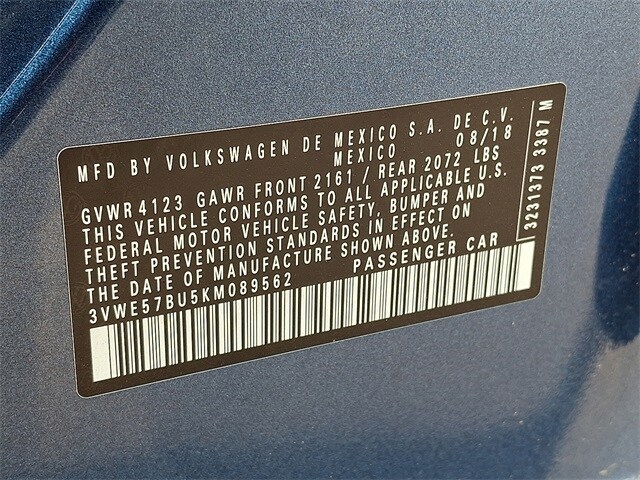 MFD BY VOLKSWAGEN DE MEXICO S.A. DE C.V.
MEXICO 08/18
GVWR 4123 GAWR FRONT 2161 / REAR 2072 LBS
THIS VEHICLE CONFORMS TO ALL APPLICABLE U.S.
FEDERAL MOTOR VEHICLE SAFETY, BUMPER AND
THEFT PREVENTION STANDARDS IN EFFECT ON
THE DATE OF MANUFACTURE SHOWN ABOVE.
3VWE57BU5KM089562 PASSENGER CAR
3231373 3387 M